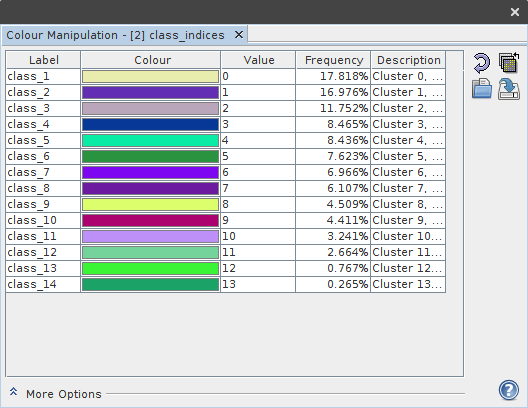 Colour Manipulation - [2] class_indices
Label Colour Value Frequency Description
class_1 0 17.818% Cluster 0, ...
class_2 1 16.976% Cluster 1, ...
class_3 2 11.752% Cluster 2, ...
class_4 3 8.465% Cluster 3, ...
class_5 4 8.436% Cluster 4, ...
class_6 5 7.623% Cluster 5, ...
class_7 6 6.966% Cluster 6, ...
class_8 7 6.107% Cluster 7, ...
class_9 8 4.509% Cluster 8, ...
class_10 9 4.411% Cluster 9, ...
class_11 10 3.241% Cluster 10...
class_12 11 2.664% Cluster 11...
class_13 12 0.767% Cluster 12...
class_14 13 0.265% Cluster 13...
More Options